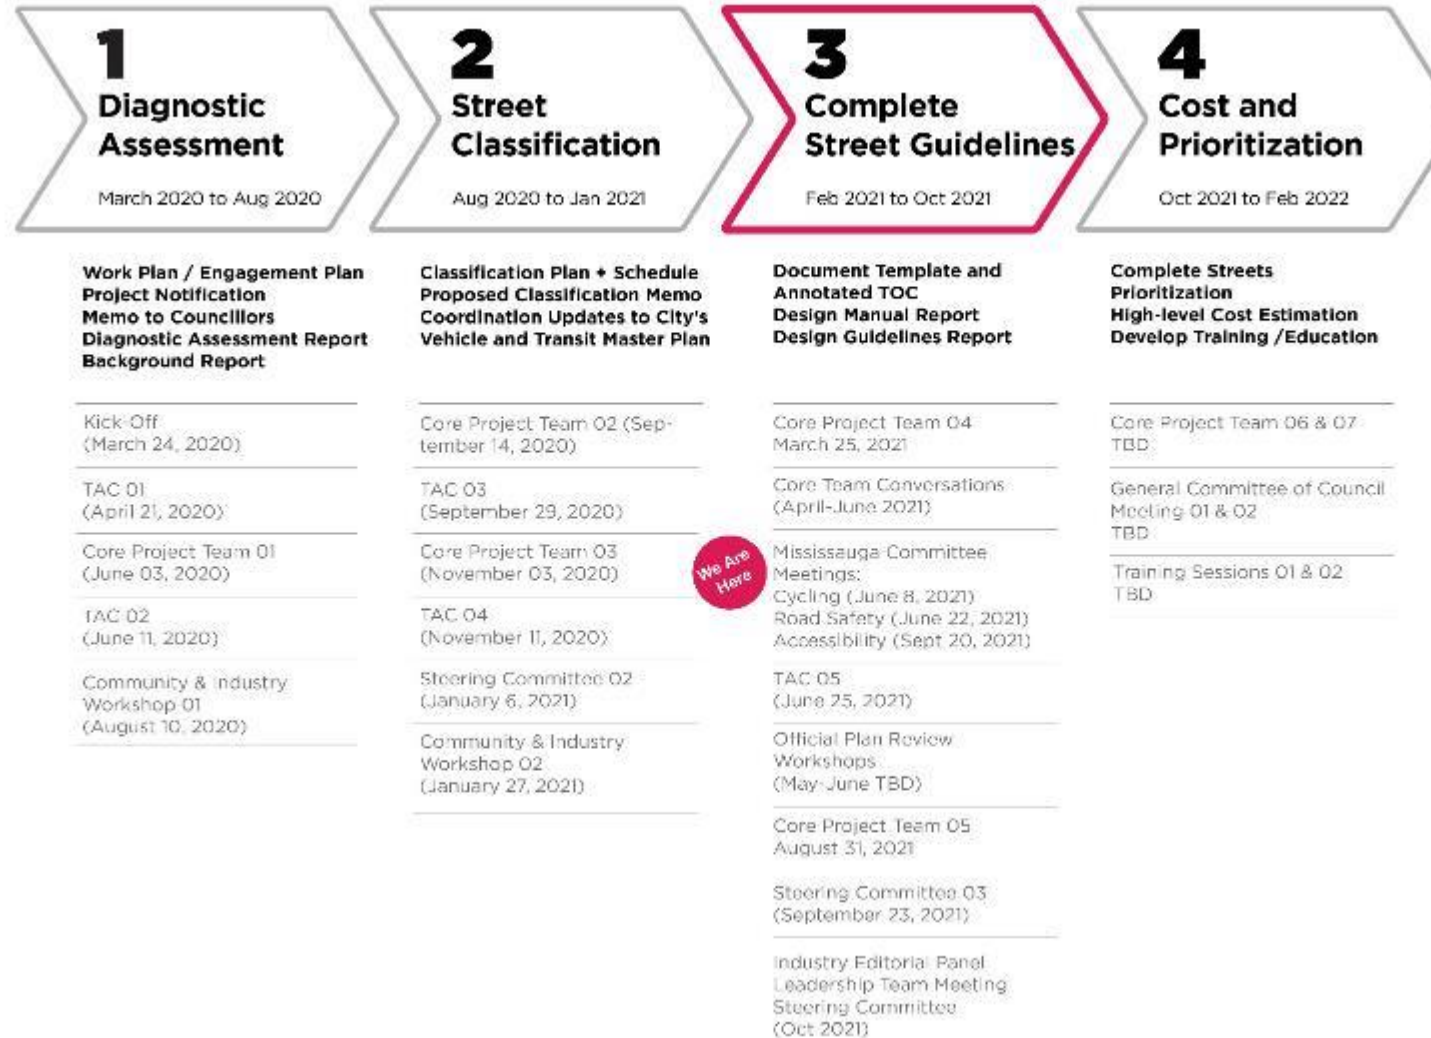 1
Diagnostic
Assessment
March 2020 to Aug 2020
Work Plan / Engagement Plan
Project Notification
Memo to Councillors
Diagnostic Assessment Report
Background Report
Kick-Off
(March 24, 2020)
TAC 01
(April 21, 2020)
Core Project Team 01
(June 03, 2020)
TAC 02
(June 11, 2020)
Community & Industry
Workshop 01
(August 10, 2020)
2
Street
Classification
Aug 2020 to Jan 2021
Classification Plan + Schedule
Proposed Classification Memo
Coordination Updates to City's
Vehicle and Transit Master Plan
Core Project Team 02 (Sep-
tember 14, 2020)
TAC 03
(September 29, 2020)
Core Project Team 03
(November 03, 2020)
TAC 04
(November 11, 2020)
Steering Committee 02
(January 6, 2021)
Community & Industry
Workshop 02
(January 27, 2021)
3
Complete
Street Guidelines
Feb 2021 to Oct 2021
Document Template and
Annotated TOC
Design Manual Report
Design Guidelines Report
Core Project Team 04
March 25, 2021
Core Team Conversations
(April-June 2021)
We Are
Here
Mississauga Committee
Meetings:
Cycling (June 8, 2021)
Road Safety (June 22, 2021)
Accessibility (Sept 20, 2021)
TAC 05
(June 25, 2021)
Official Plan Review
Workshops
(May-June TBD)
Core Project Team 05
August 31, 2021
Steering Committee 03
(September 23, 2021)
Industry Editorial Panel
Leadership Team Meeting
Steering Committee
(Oct 2021)
4
Cost and
Prioritization
Oct 2021 to Feb 2022
Complete Streets
Prioritization
High-level Cost Estimation
Develop Training /Education
Core Project Team 06 & 07
TBD
General Committee of Council
Meeting 01 & 02
TBD
Training Sessions 01 & 02
TBD